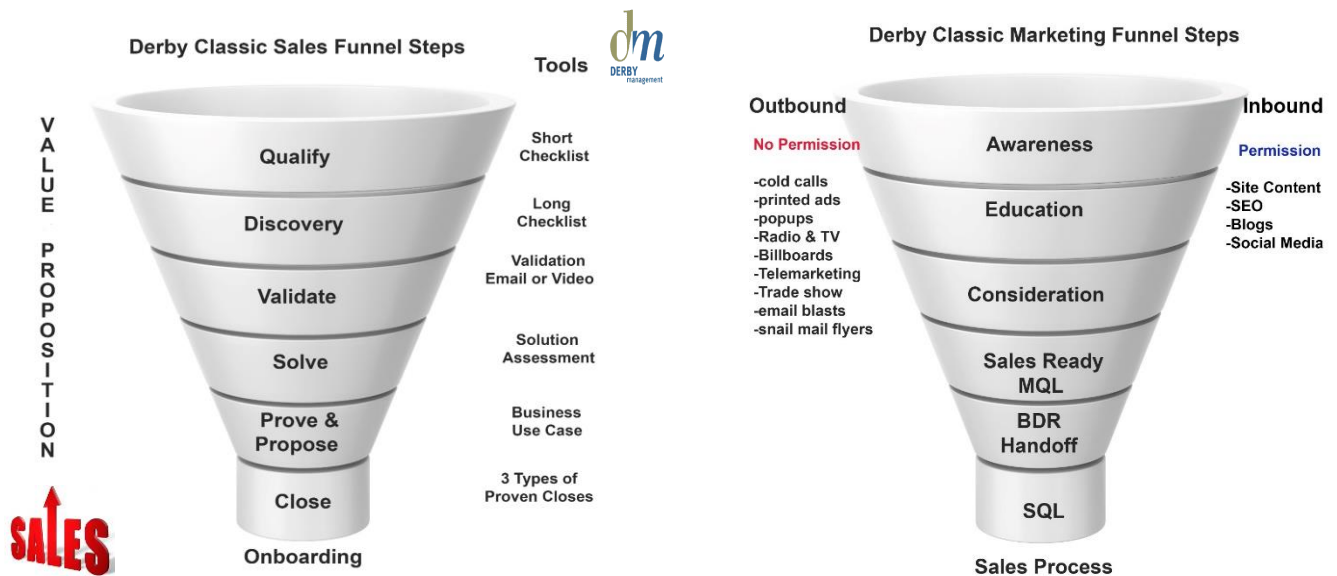 Derby Classic Sales Funnel Steps
Tools
dm
DERBY
management
VALUE PROPOSITION
Qualify
Short
Checklist
Discovery
Long
Checklist
Validate
Validation
Email or Video
Solve
Solution
Assessment
Prove &
Propose
Business
Use Case
Close
3 Types of
Proven Closes
Onboarding
SALES
Derby Classic Marketing Funnel Steps
Outbound
No Permission
-cold calls
-printed ads
-popups
-Radio & TV
-Billboards
-Telemarketing
-Trade show
-email blasts
-snail mail flyers
Awareness
Education
Consideration
Sales Ready
MQL
BDR
Handoff
SQL
Sales Process
Inbound
Permission
-Site Content
-SEO
-Blogs
-Social Media